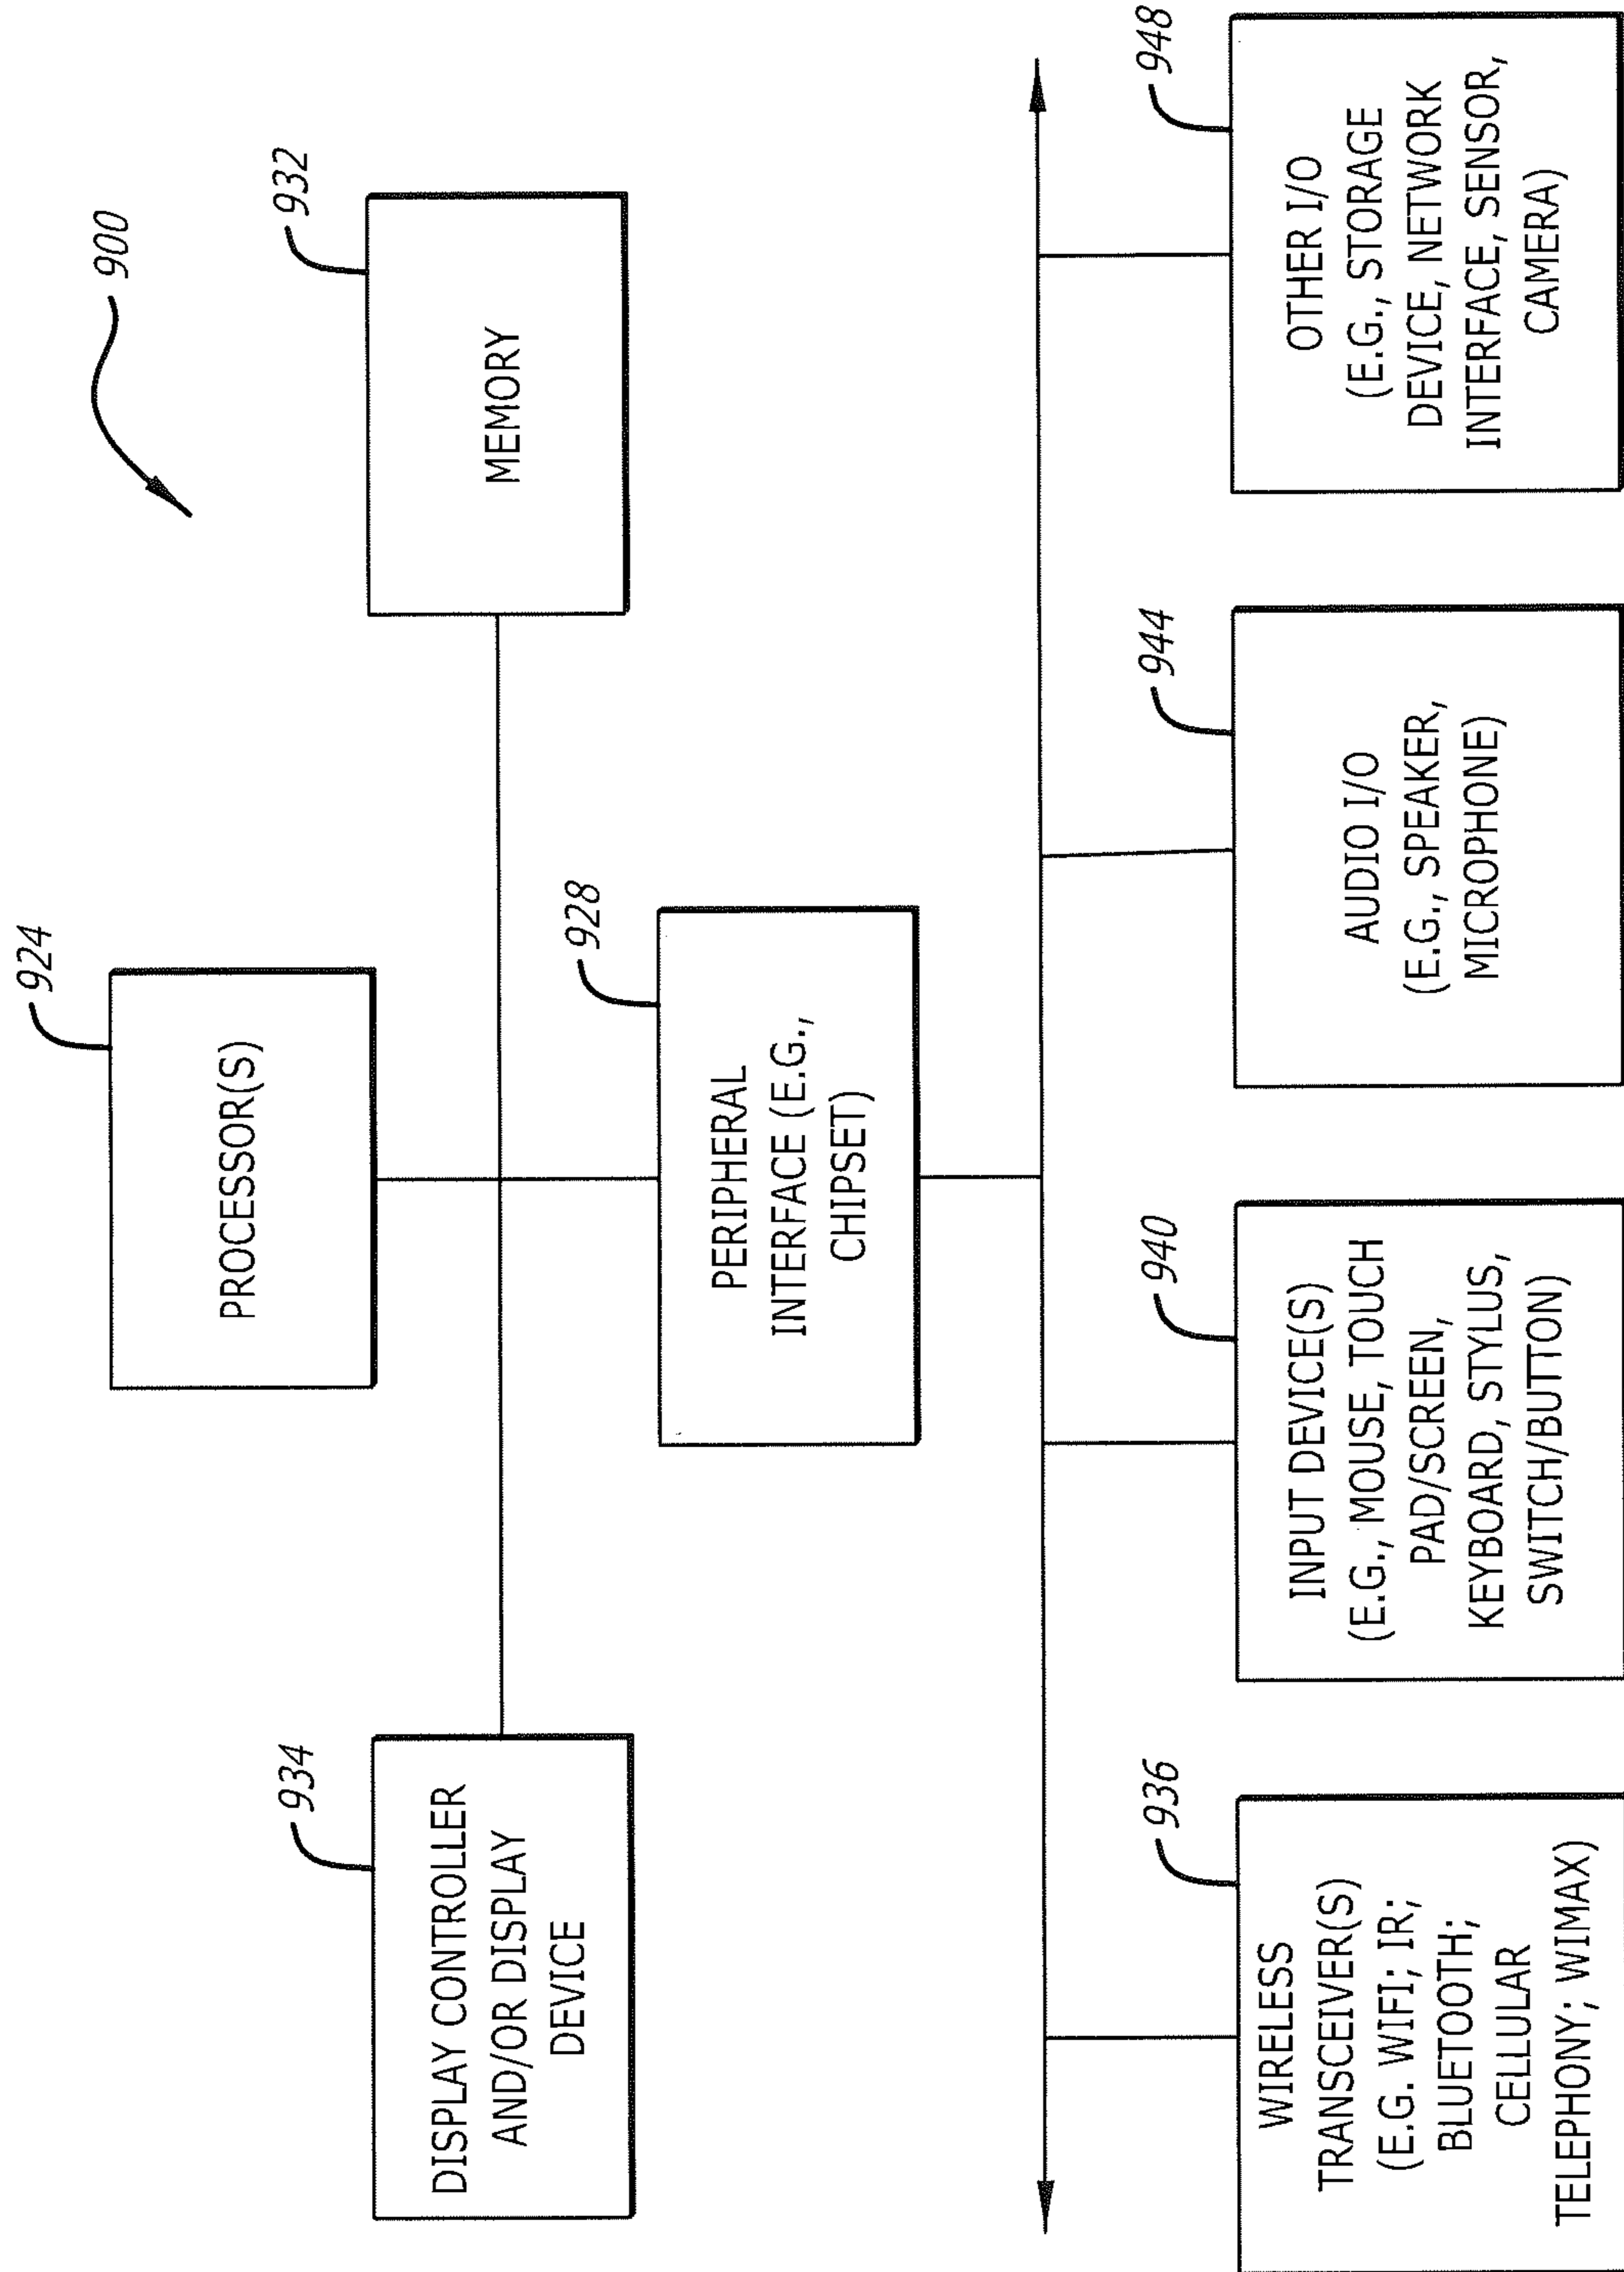 900
924
PROCESSOR(S)
934
DISPLAY CONTROLLER
AND/OR DISPLAY
DEVICE
932
MEMORY
928
PERIPHERAL
INTERFACE (E.G.,
CHIPSET)
936
WIRELESS
TRANSCEIVER(S)
(E.G. WIFI; IR;
BLUETOOTH;
CELLULAR
TELEPHONY; WIMAX)
940
INPUT DEVICE(S)
(E.G., MOUSE, TOUCH
PAD/SCREEN,
KEYBOARD, STYLUS,
SWITCH/BUTTON)
944
AUDIO I/O
(E.G., SPEAKER,
MICROPHONE)
948
OTHER I/O
(E.G., STORAGE
DEVICE, NETWORK
INTERFACE, SENSOR,
CAMERA)